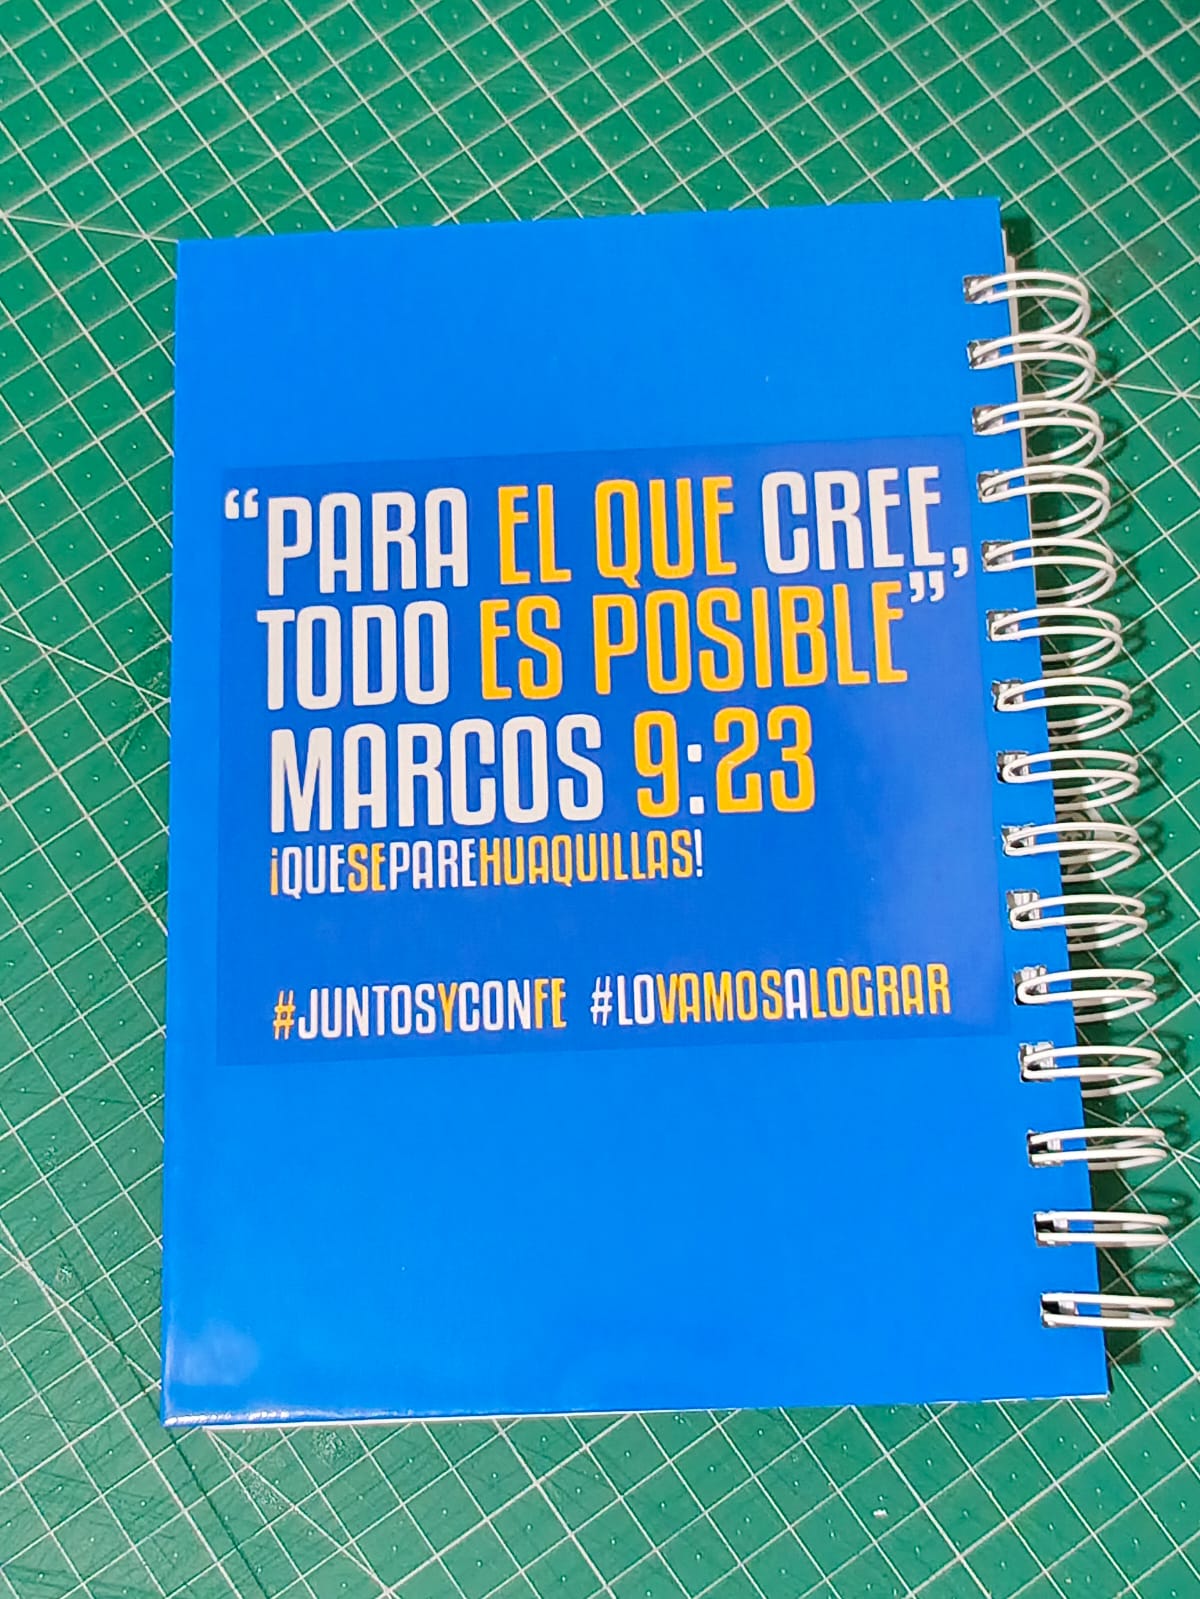 “PARA EL QUE CREE,
TODO ES POSIBLE”
MARCOS 9:23
¡QUESEPAREHUAQUILLAS!
#JUNTOSYCONFE #LOVAMOSALOGRAR